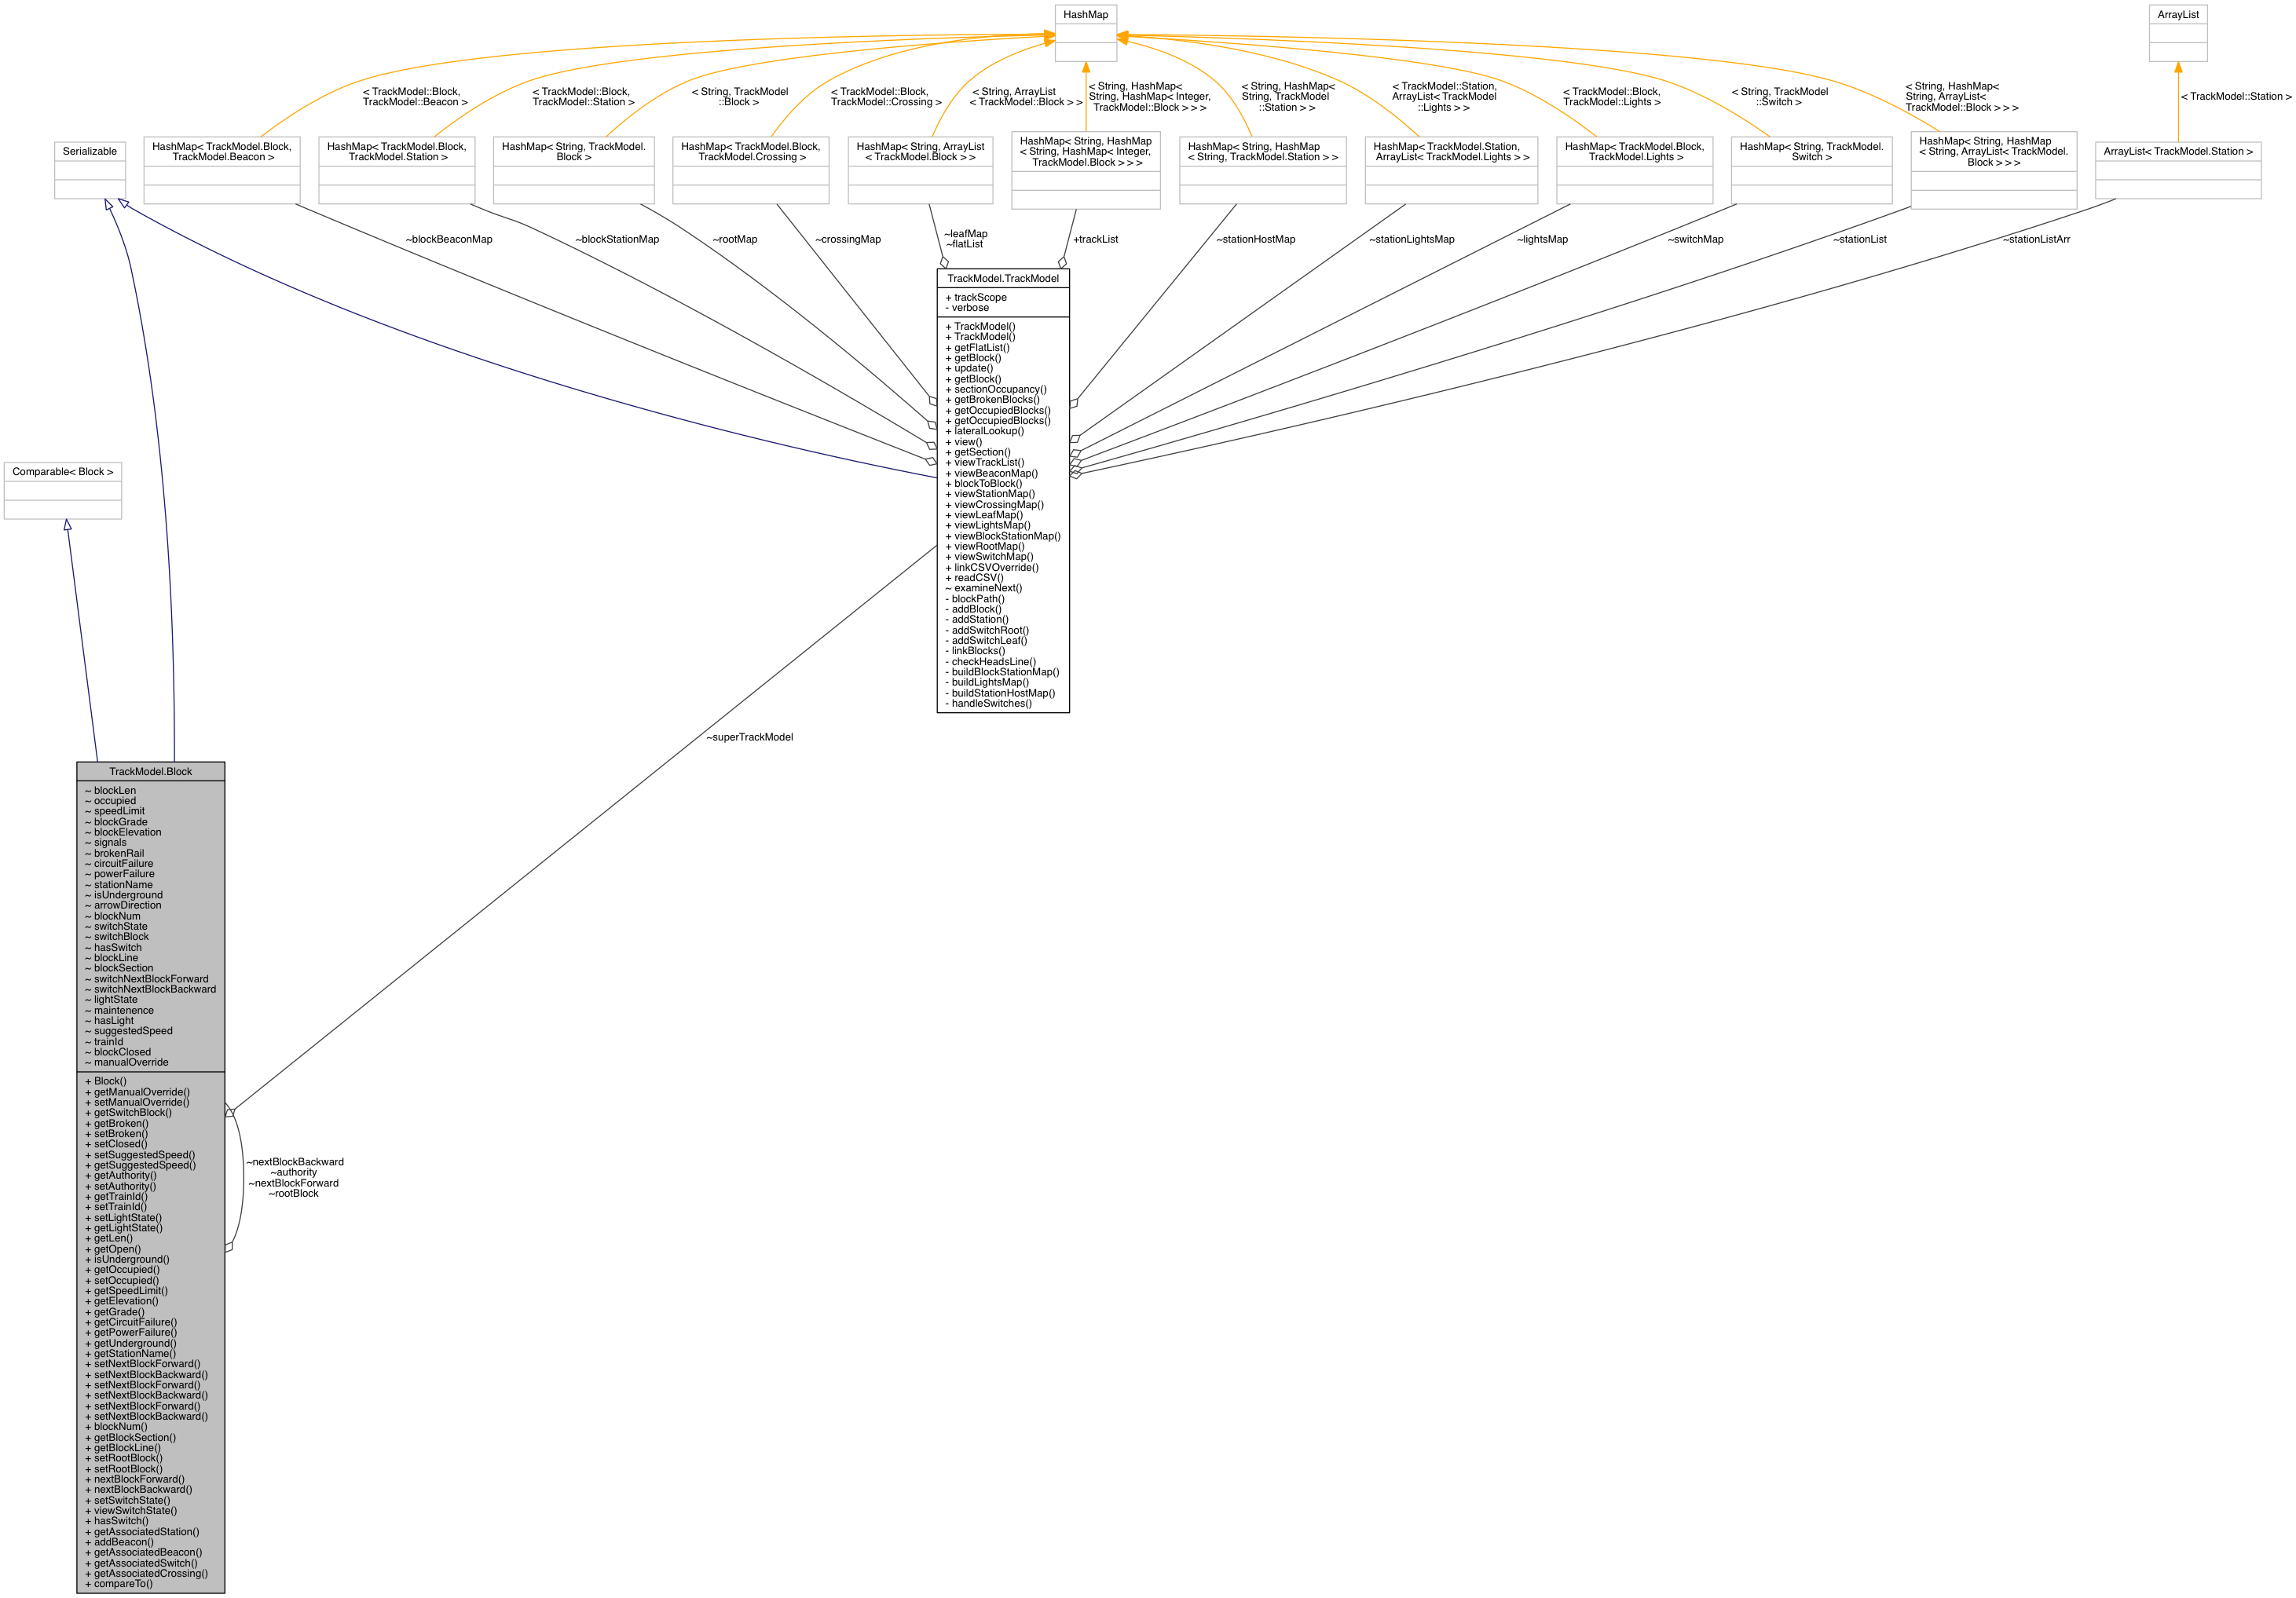 HashMap
ArrayList
< TrackModel::Block,
TrackModel::Beacon >
< TrackModel::Block,
TrackModel::Station >
< String, TrackModel
::Block >
< TrackModel::Block,
TrackModel::Crossing >
< String, ArrayList
< TrackModel::Block > >
< String, HashMap<
String, HashMap< Integer,
TrackModel::Block > > >
< String, HashMap<
String, TrackModel
::Station > >
< TrackModel::Station,
ArrayList< TrackModel
::Lights > >
< TrackModel::Block,
TrackModel::Lights >
< String, TrackModel
::Switch >
< String, HashMap<
String, ArrayList<
TrackModel::Block > > >
< TrackModel::Station >
Serializable
HashMap< TrackModel.Block,
TrackModel.Beacon >
HashMap< TrackModel.Block,
TrackModel.Station >
HashMap< String, TrackModel.
Block >
HashMap< TrackModel.Block,
TrackModel.Crossing >
HashMap< String, ArrayList
< TrackModel.Block > >
HashMap< String, HashMap
< String, HashMap< Integer,
TrackModel.Block > > >
HashMap< String, HashMap
< String, TrackModel.Station > >
HashMap< TrackModel.Station,
ArrayList< TrackModel.Lights > >
HashMap< TrackModel.Block,
TrackModel.Lights >
HashMap< String, TrackModel.
Switch >
HashMap< String, HashMap
< String, ArrayList< TrackModel.
Block > > >
ArrayList< TrackModel.Station >
~blockBeaconMap
~blockStationMap
~rootMap
~crossingMap
~leafMap
~flatList
+trackList
~stationHostMap
~stationLightsMap
~lightsMap
~switchMap
~stationList
~stationListArr
TrackModel.TrackModel
+ trackScope
- verbose
+ TrackModel()
+ TrackModel()
+ getFlatList()
+ getBlock()
+ update()
+ getBlock()
+ sectionOccupancy()
+ getBrokenBlocks()
+ getOccupiedBlocks()
+ getOccupiedBlocks()
+ lateralLookup()
+ view()
+ getSection()
+ viewTrackList()
+ viewBeaconMap()
+ blockToBlock()
+ viewStationMap()
+ viewCrossingMap()
+ viewLeafMap()
+ viewLightsMap()
+ viewBlockStationMap()
+ viewRootMap()
+ viewSwitchMap()
+ linkCSVOverride()
+ readCSV()
~ examineNext()
- blockPath()
- addBlock()
- addStation()
- addSwitchRoot()
- addSwitchLeaf()
- linkBlocks()
- checkHeadsLine()
- buildBlockStationMap()
- buildLightsMap()
- buildStationHostMap()
- handleSwitches()
Comparable< Block >
~superTrackModel
TrackModel.Block
~ blockLen
~ occupied
~ speedLimit
~ blockGrade
~ blockElevation
~ signals
~ brokenRail
~ circuitFailure
~ powerFailure
~ stationName
~ isUnderground
~ arrowDirection
~ blockNum
~ switchState
~ switchBlock
~ hasSwitch
~ blockLine
~ blockSection
~ switchNextBlockForward
~ switchNextBlockBackward
~ lightState
~ maintenence
~ hasLight
~ suggestedSpeed
~ trainId
~ blockClosed
~ manualOverride
+ Block()
+ getManualOverride()
+ setManualOverride()
+ getSwitchBlock()
+ getBroken()
+ setBroken()
+ setClosed()
+ setSuggestedSpeed()
+ getSuggestedSpeed()
+ getAuthority()
+ setAuthority()
+ getTrainId()
+ setTrainId()
+ setLightState()
+ getLightState()
+ getLen()
+ getOpen()
+ isUnderground()
+ getOccupied()
+ setOccupied()
+ getSpeedLimit()
+ getElevation()
+ getGrade()
+ getCircuitFailure()
+ getPowerFailure()
+ getUnderground()
+ getStationName()
+ setNextBlockForward()
+ setNextBlockBackward()
+ setNextBlockForward()
+ setNextBlockBackward()
+ setNextBlockForward()
+ setNextBlockBackward()
+ blockNum()
+ getBlockSection()
+ getBlockLine()
+ setRootBlock()
+ setRootBlock()
+ nextBlockForward()
+ nextBlockBackward()
+ setSwitchState()
+ viewSwitchState()
+ hasSwitch()
+ getAssociatedStation()
+ addBeacon()
+ getAssociatedBeacon()
+ getAssociatedSwitch()
+ getAssociatedCrossing()
+ compareTo()
~nextBlockBackward
~authority
~nextBlockForward
~rootBlock